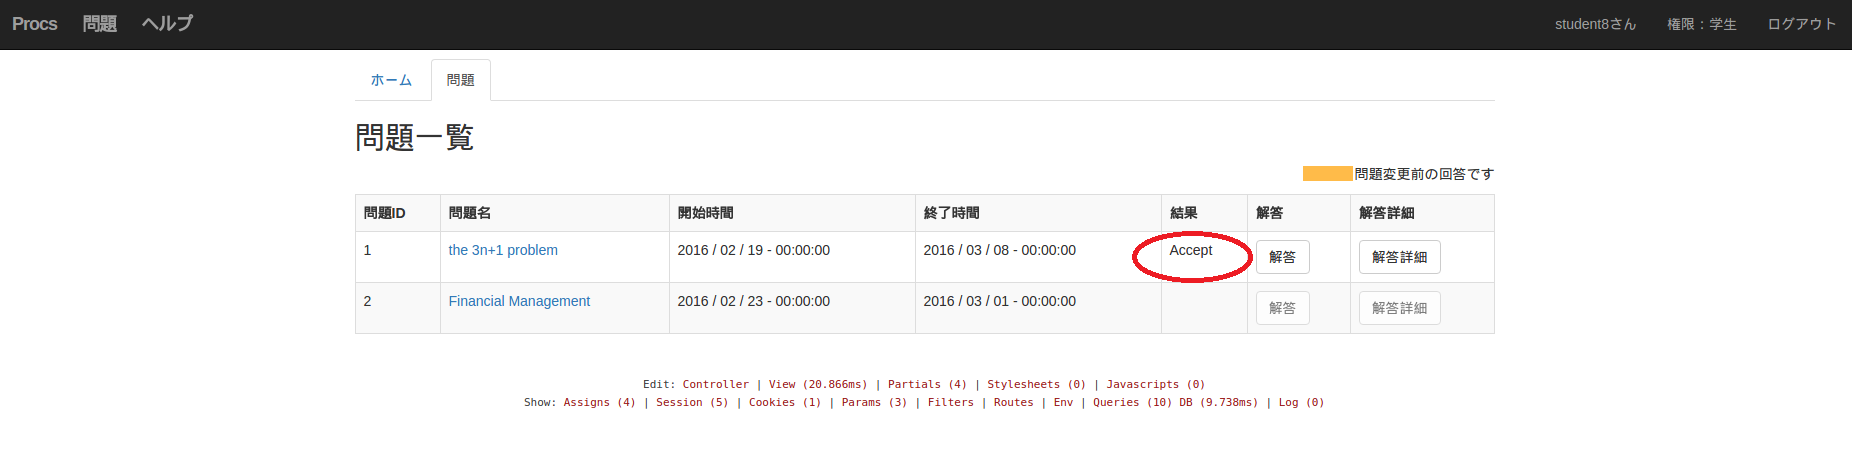 Procs 問題 ヘルプ student8さん 権限：学生 ログアウト
ホーム 問題
問題一覧
問題変更前の回答です
問題ID 問題名 開始時間 終了時間 結果 解答 解答詳細
1 the 3n+1 problem 2016 / 02 / 19 - 00:00:00 2016 / 03 / 08 - 00:00:00 Accept 解答 解答詳細
2 Financial Management 2016 / 02 / 23 - 00:00:00 2016 / 03 / 01 - 00:00:00 解答 解答詳細
Edit: Controller | View (20.866ms) | Partials (4) | Stylesheets (0) | Javascripts (0)
Show: Assigns (4) | Session (5) | Cookies (1) | Params (3) | Filters | Routes | Env | Queries (10) DB (9.738ms) | Log (0)